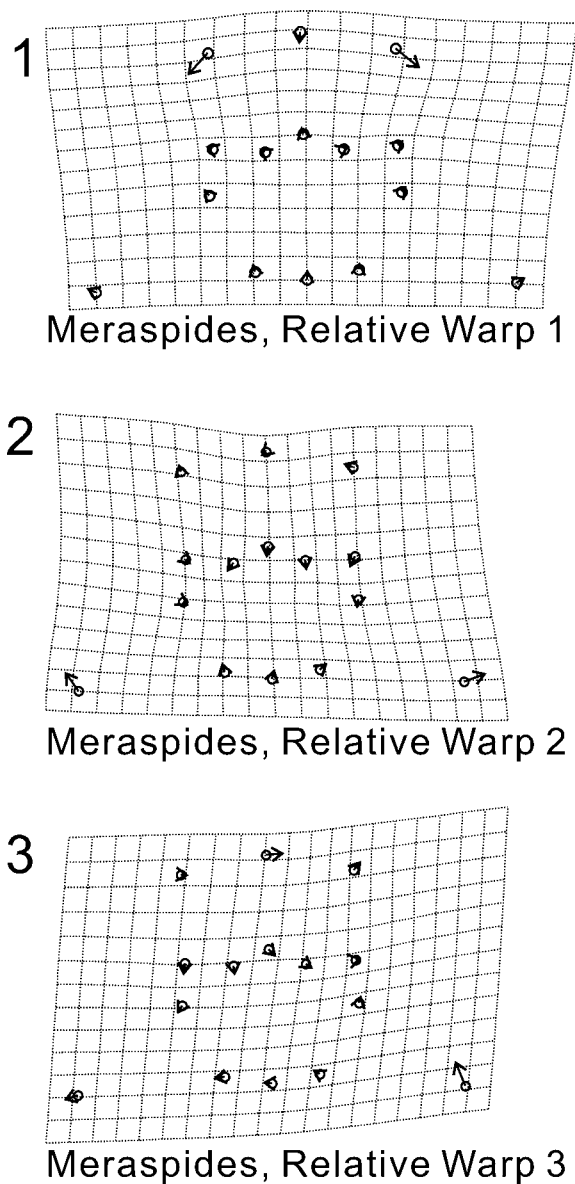 1
Meraspides, Relative Warp 1
2
Meraspides, Relative Warp 2
3
Meraspides, Relative Warp 3